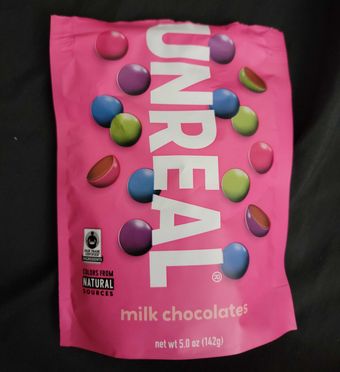 UNREAL
®
FAIR TRADE
CERTIFIED
INGREDIENTS
COLORS FROM
NATURAL
SOURCES
milk chocolates
net wt 5.0 oz (142g)